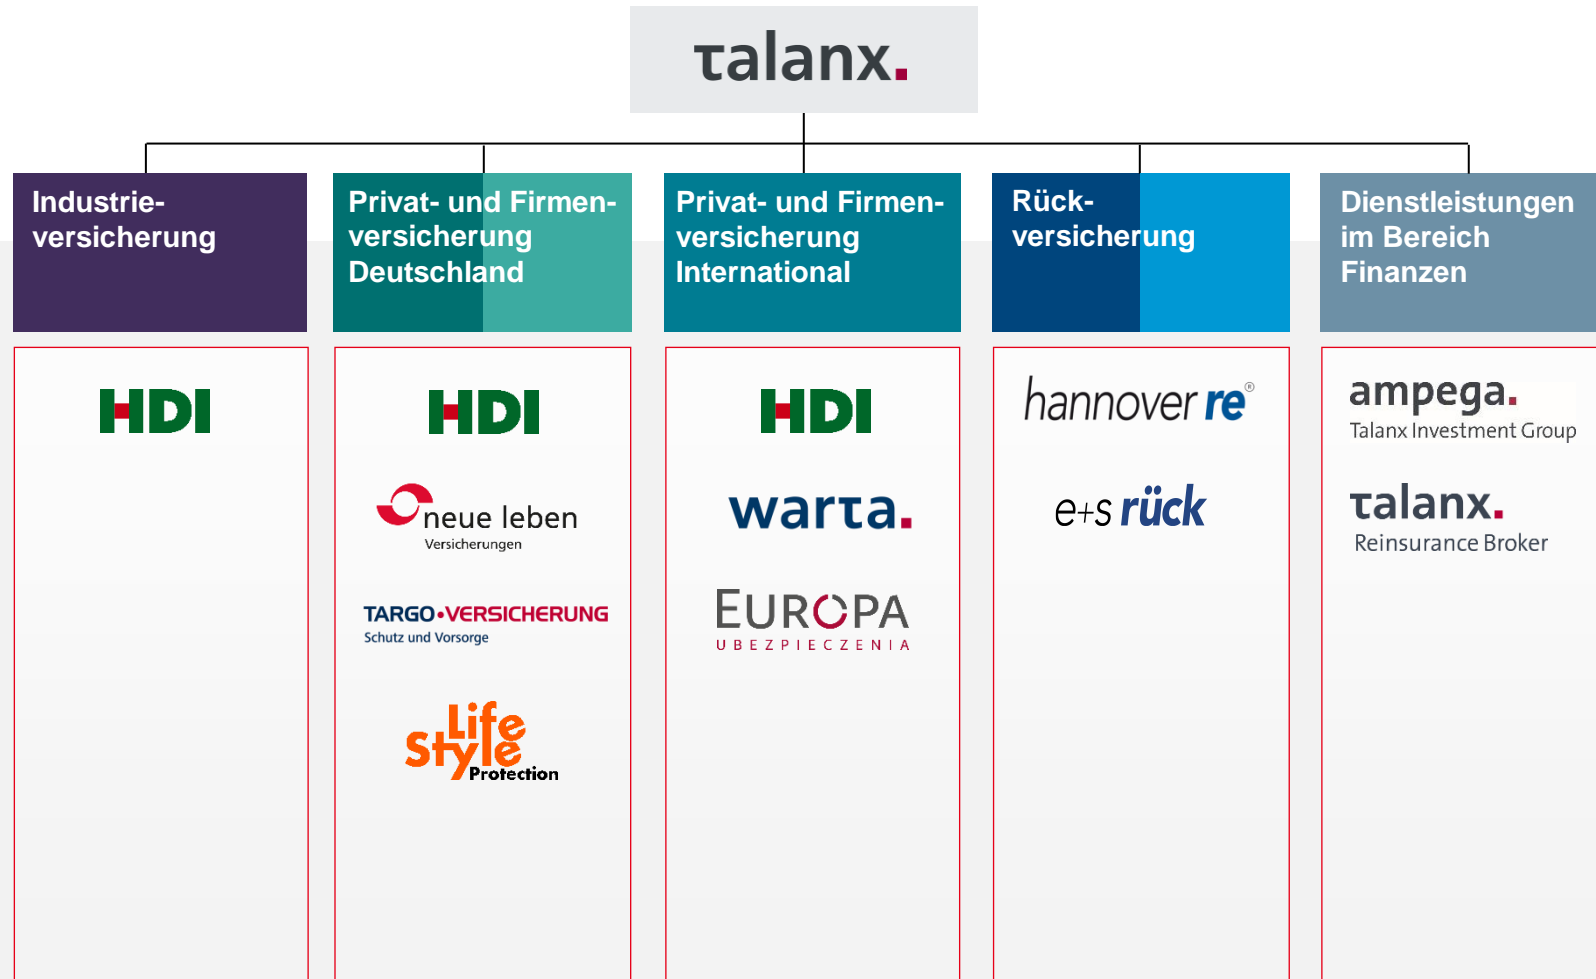 talanx.
Industrie-
versicherung
Privat- und Firmen-
versicherung
Deutschland
Privat- und Firmen-
versicherung
International
Rück-
versicherung
Dienstleistungen
im Bereich
Finanzen
HDI
HDI
neue leben
Versicherungen
TARGO•VERSICHERUNG
Schutz und Vorsorge
Life
Style
Protection
HDI
warta.
EUROPA
UBEZPIECZENIA
hannover re®
e+s rück
ampega.
Talanx Investment Group
talanx.
Reinsurance Broker